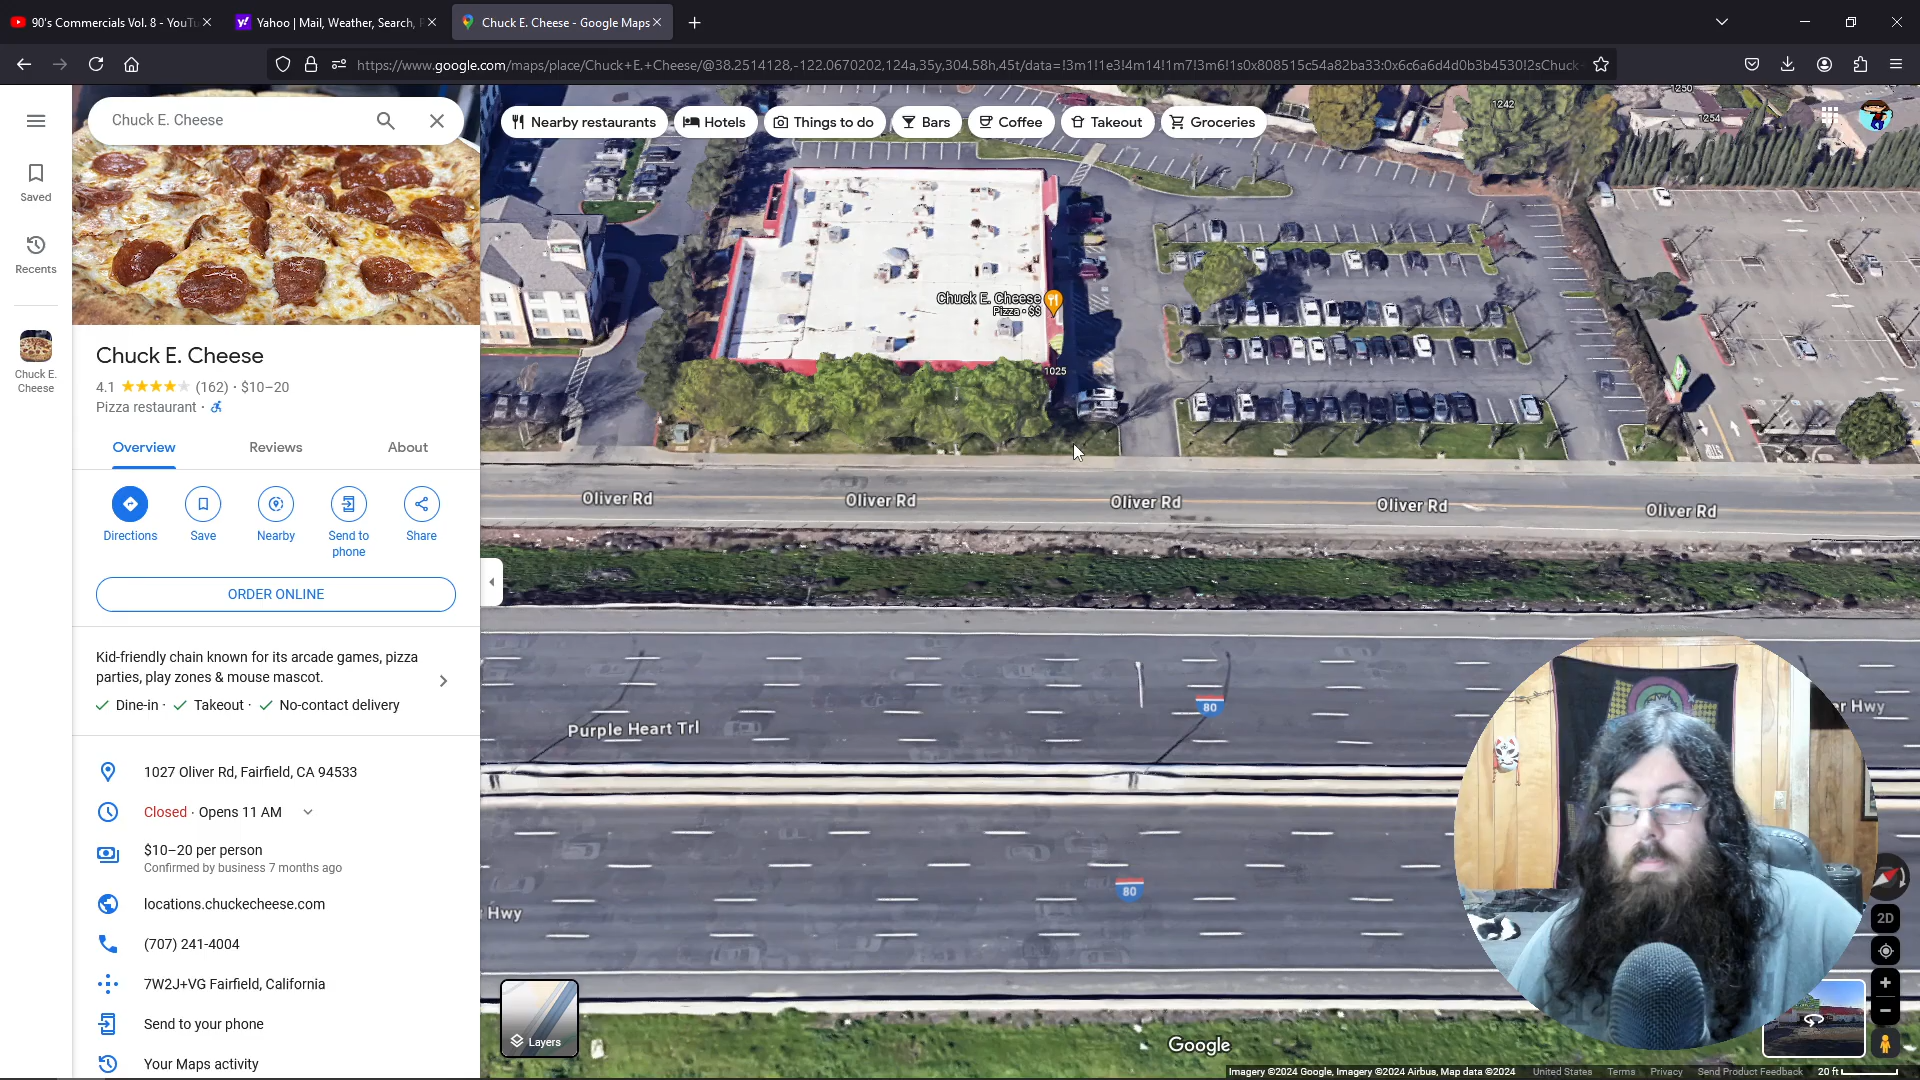 90's Commercials Vol. 8 - YouTu
Yahoo | Mail, Weather, Search,
Chuck E. Cheese - Google Maps
https://www.google.com/maps/place/Chuck+E.+Cheese/@38.2514128,-122.0670202,124a,35y,304.58h,45t/data=!3m1!1e3!4m14!1m7!3m6!1s0x808515c54a82ba33:0x6c6a6d4d0b3b4530!2sChuck
Chuck E. Cheese
Nearby restaurants
Hotels
Things to do
Bars
Coffee
Takeout
Groceries
Saved
Recents
Chuck E.
Cheese
Chuck E. Cheese
4.1 (162) · $10–20
Pizza restaurant ·
Overview
Reviews
About
Directions
Save
Nearby
Send to
phone
Share
ORDER ONLINE
Kid-friendly chain known for its arcade games, pizza
parties, play zones & mouse mascot.
Dine-in · Takeout · No-contact delivery
1027 Oliver Rd, Fairfield, CA 94533
Closed · Opens 11 AM
$10–20 per person
Confirmed by business 7 months ago
locations.chuckecheese.com
(707) 241-4004
7W2J+VG Fairfield, California
Send to your phone
Your Maps activity
1242
1250
1254
Chuck E. Cheese
Pizza • $$
1025
Oliver Rd
Oliver Rd
Oliver Rd
Oliver Rd
Oliver Rd
80
Purple Heart Trl
r Hwy
80
Hwy
2D
Layers
Google
Imagery ©2024 Google, Imagery ©2024 Airbus, Map data ©2024
United States
Terms
Privacy
Send Product Feedback
20 ft